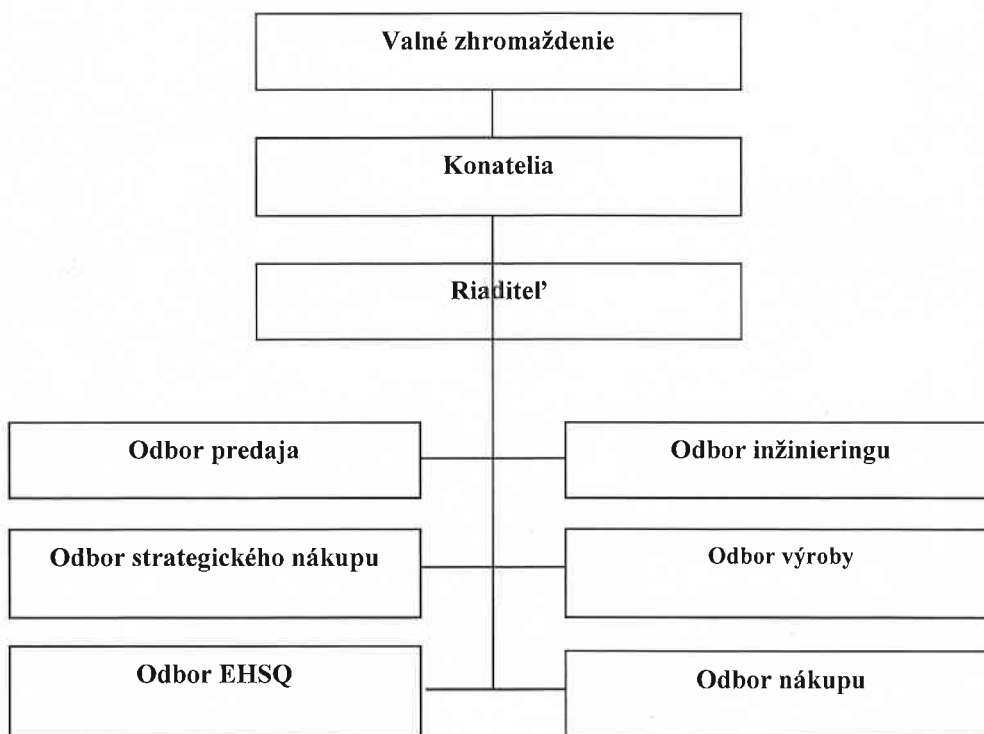 Valné zhromaždenie
Konatelia
Riaditeľ
Odbor predaja
Odbor inžinieringu
Odbor strategického nákupu
Odbor výroby
Odbor EHSQ
Odbor nákupu